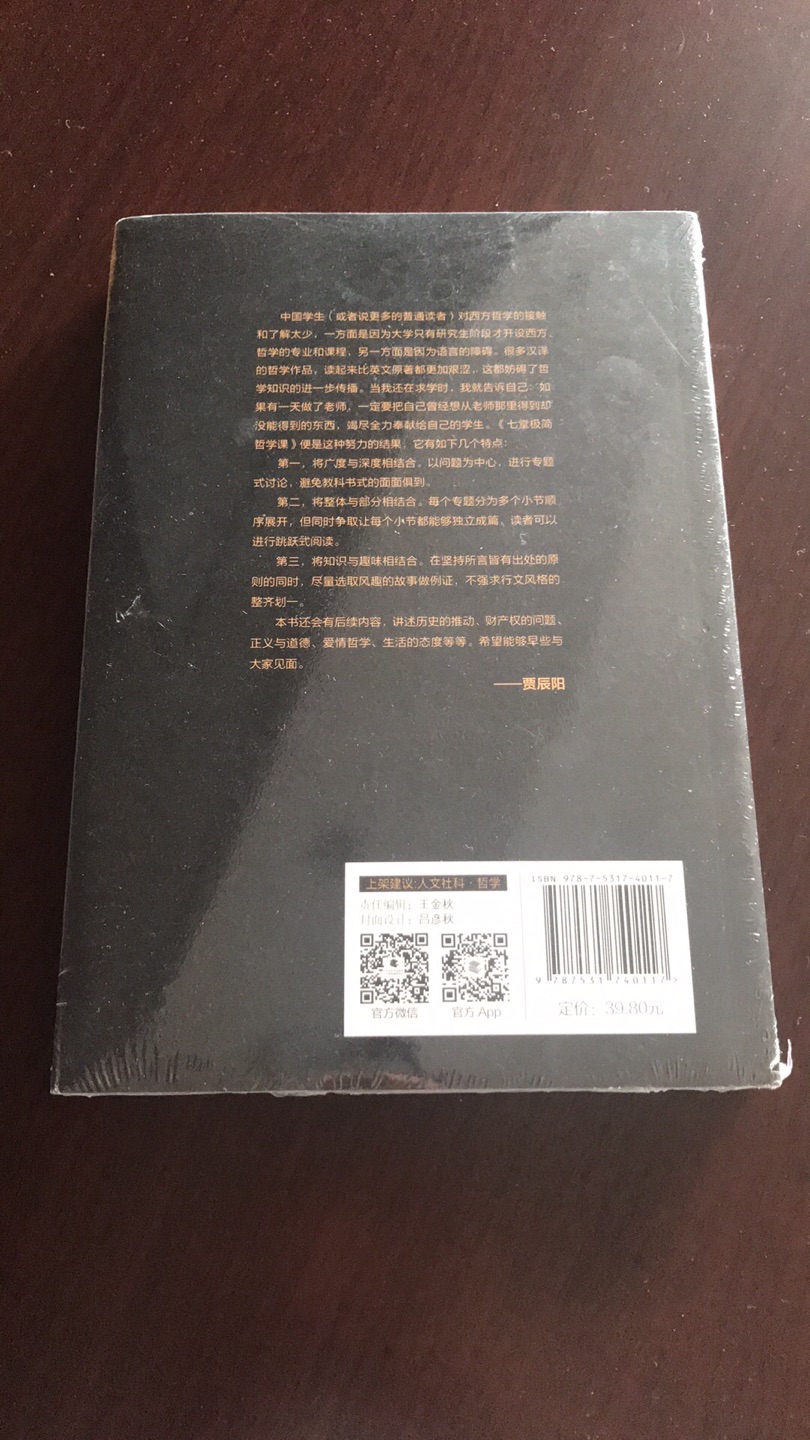 中国学生（或者说更多的普通读者）对西方哲学的接触
和了解太少，一方面是因为大学只有研究生阶段才开设西方
哲学的专业和课程，另一方面是因为语言的障碍。很多汉译
的哲学作品，读起来比英文原著都更加艰涩，这都妨碍了哲
学知识的进一步传播。当我还在求学时，我就告诉自己：如
果有一天做了老师，一定要把自己曾经想从老师那里得到却
没能得到的东西，竭尽全力奉献给自己的学生。《七堂极简
哲学课》便是这种努力的结果，它有如下几个特点：
第一，将广度与深度相结合。以问题为中心，进行专题
式讨论，避免教科书式的面面俱到。
第二，将整体与部分相结合。每个专题分为多个小节顺
序展开，但同时争取让每个小节都能够独立成篇，读者可以
进行跳跃式阅读。
第三，将知识与趣味相结合。在坚持所言皆有出处的原
则的同时，尽量选取风趣的故事做例证，不强求行文风格的
整齐划一。
本书还会有后续内容，讲述历史的推动、财产权的问题、
正义与道德、爱情哲学、生活的态度等等。希望能够早些与
大家见面。
——贾辰阳
上架建议:人文社科·哲学
责任编辑：王金秋
封面设计：吕彦秋
官方微信
官方 App
ISBN 978-7-5317-4011-7
9 787531 740117
定价：39.80元